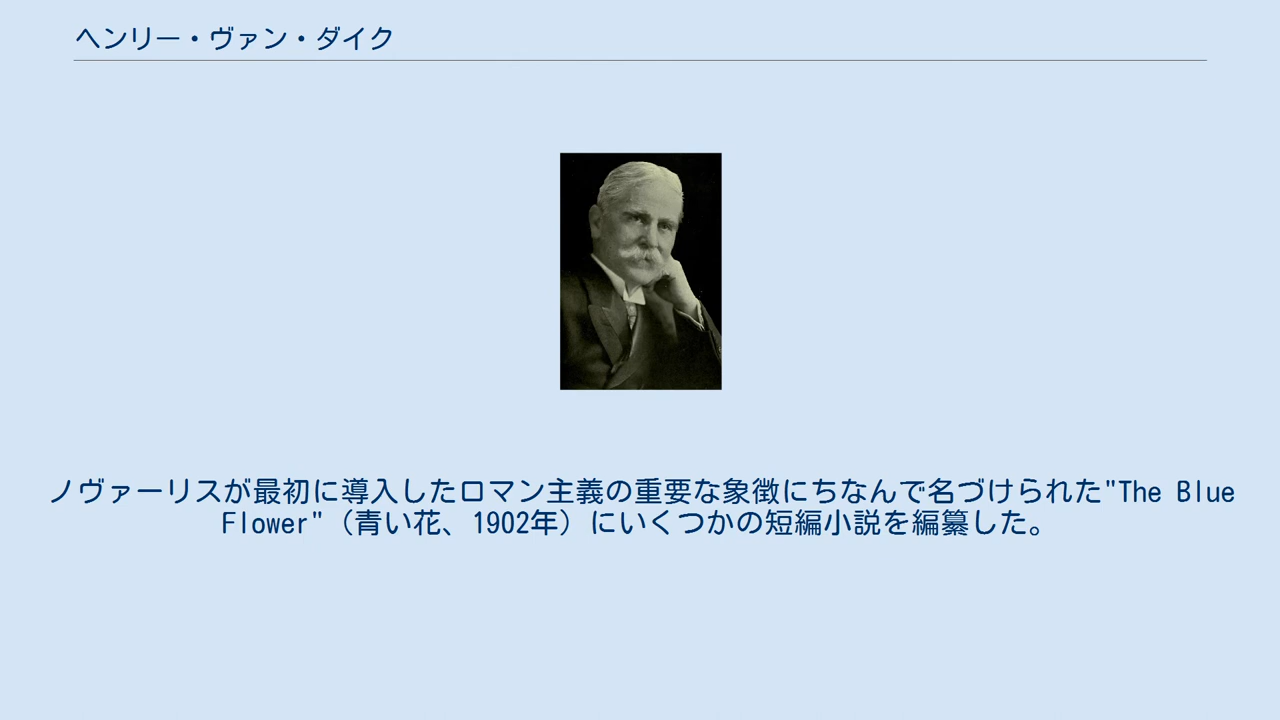 ヘンリー・ヴァン・ダイク
ノヴァーリスが最初に導入したロマン主義の重要な象徴にちなんで名づけられた"The Blue
Flower"（青い花、1902年）にいくつかの短編小説を編纂した。